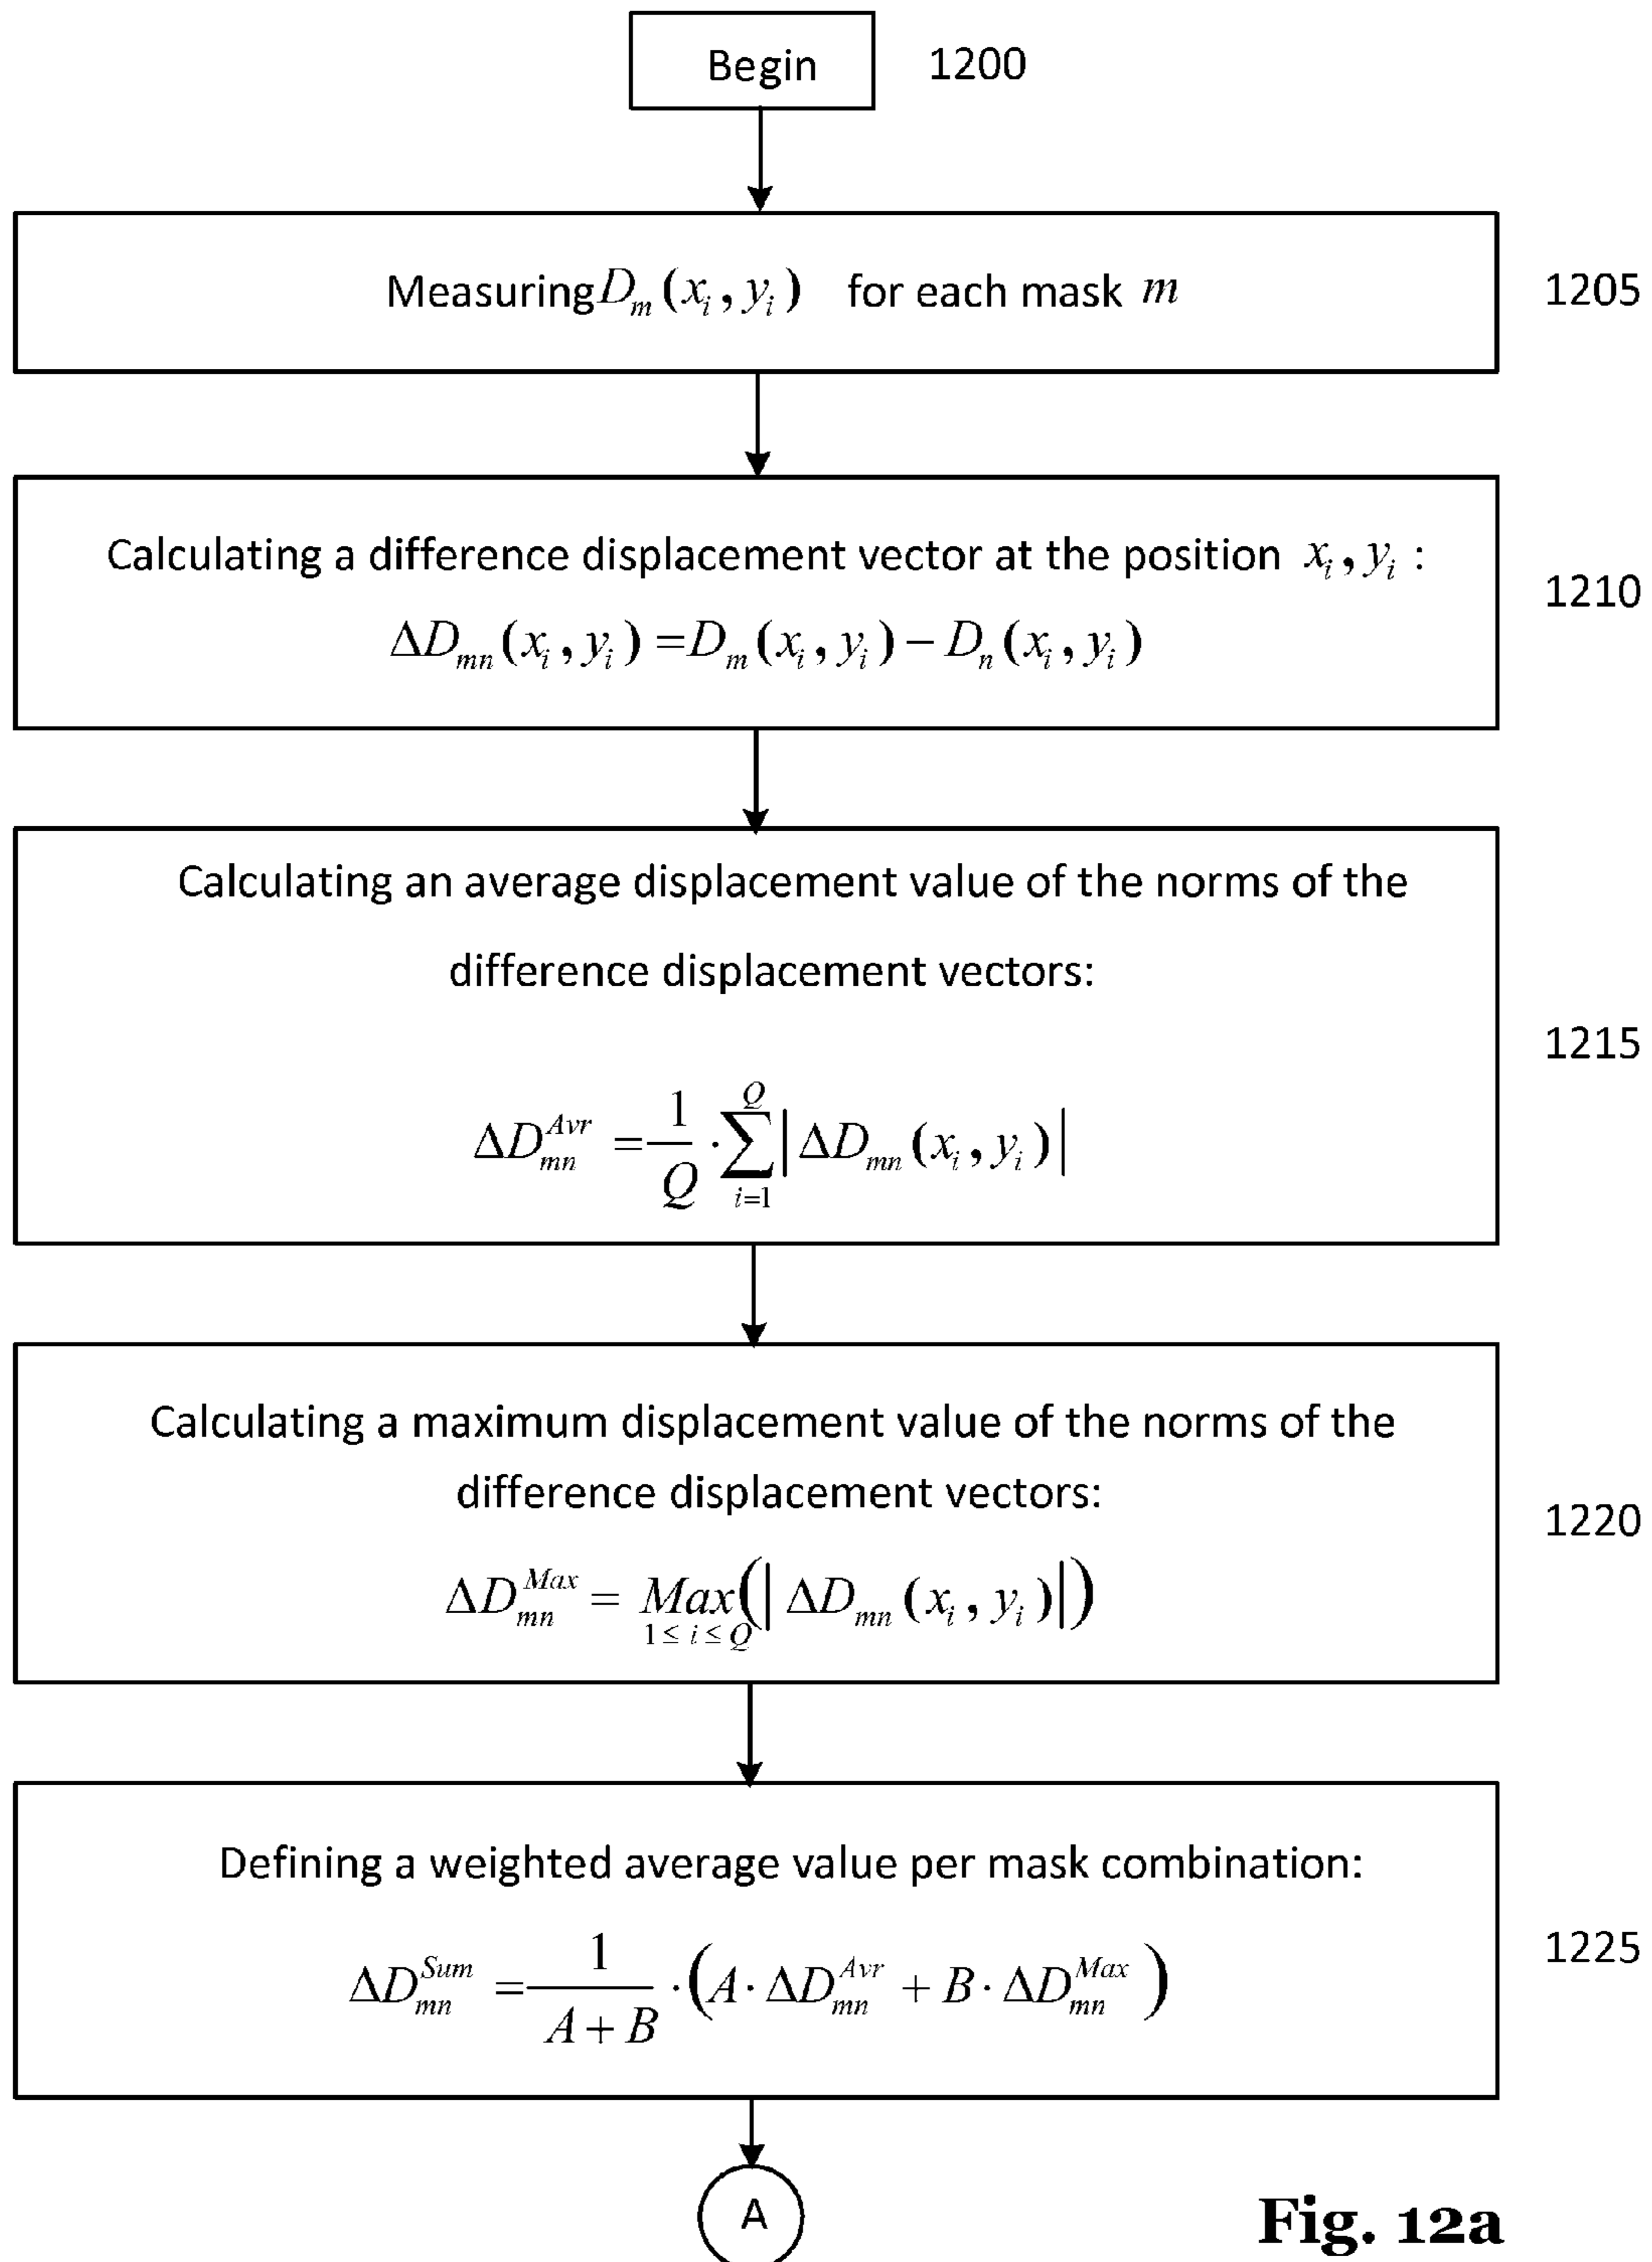 Begin 1200
Measuring D_m(x_i, y_i) for each mask m 1205
Calculating a difference displacement vector at the position x_i, y_i :
ΔD_mn(x_i, y_i) = D_m(x_i, y_i) − D_n(x_i, y_i)
1210
Calculating an average displacement value of the norms of the
difference displacement vectors:
ΔD_mn^Avr = 1/Q · ∑_{i=1}^{Q} | ΔD_mn(x_i, y_i) |
1215
Calculating a maximum displacement value of the norms of the
difference displacement vectors:
ΔD_mn^Max = Max_{1 ≤ i ≤ Q} (| ΔD_mn(x_i, y_i) |)
1220
Defining a weighted average value per mask combination:
ΔD_mn^Sum = 1/(A + B) · (A · ΔD_mn^Avr + B · ΔD_mn^Max)
1225
A
Fig. 12a